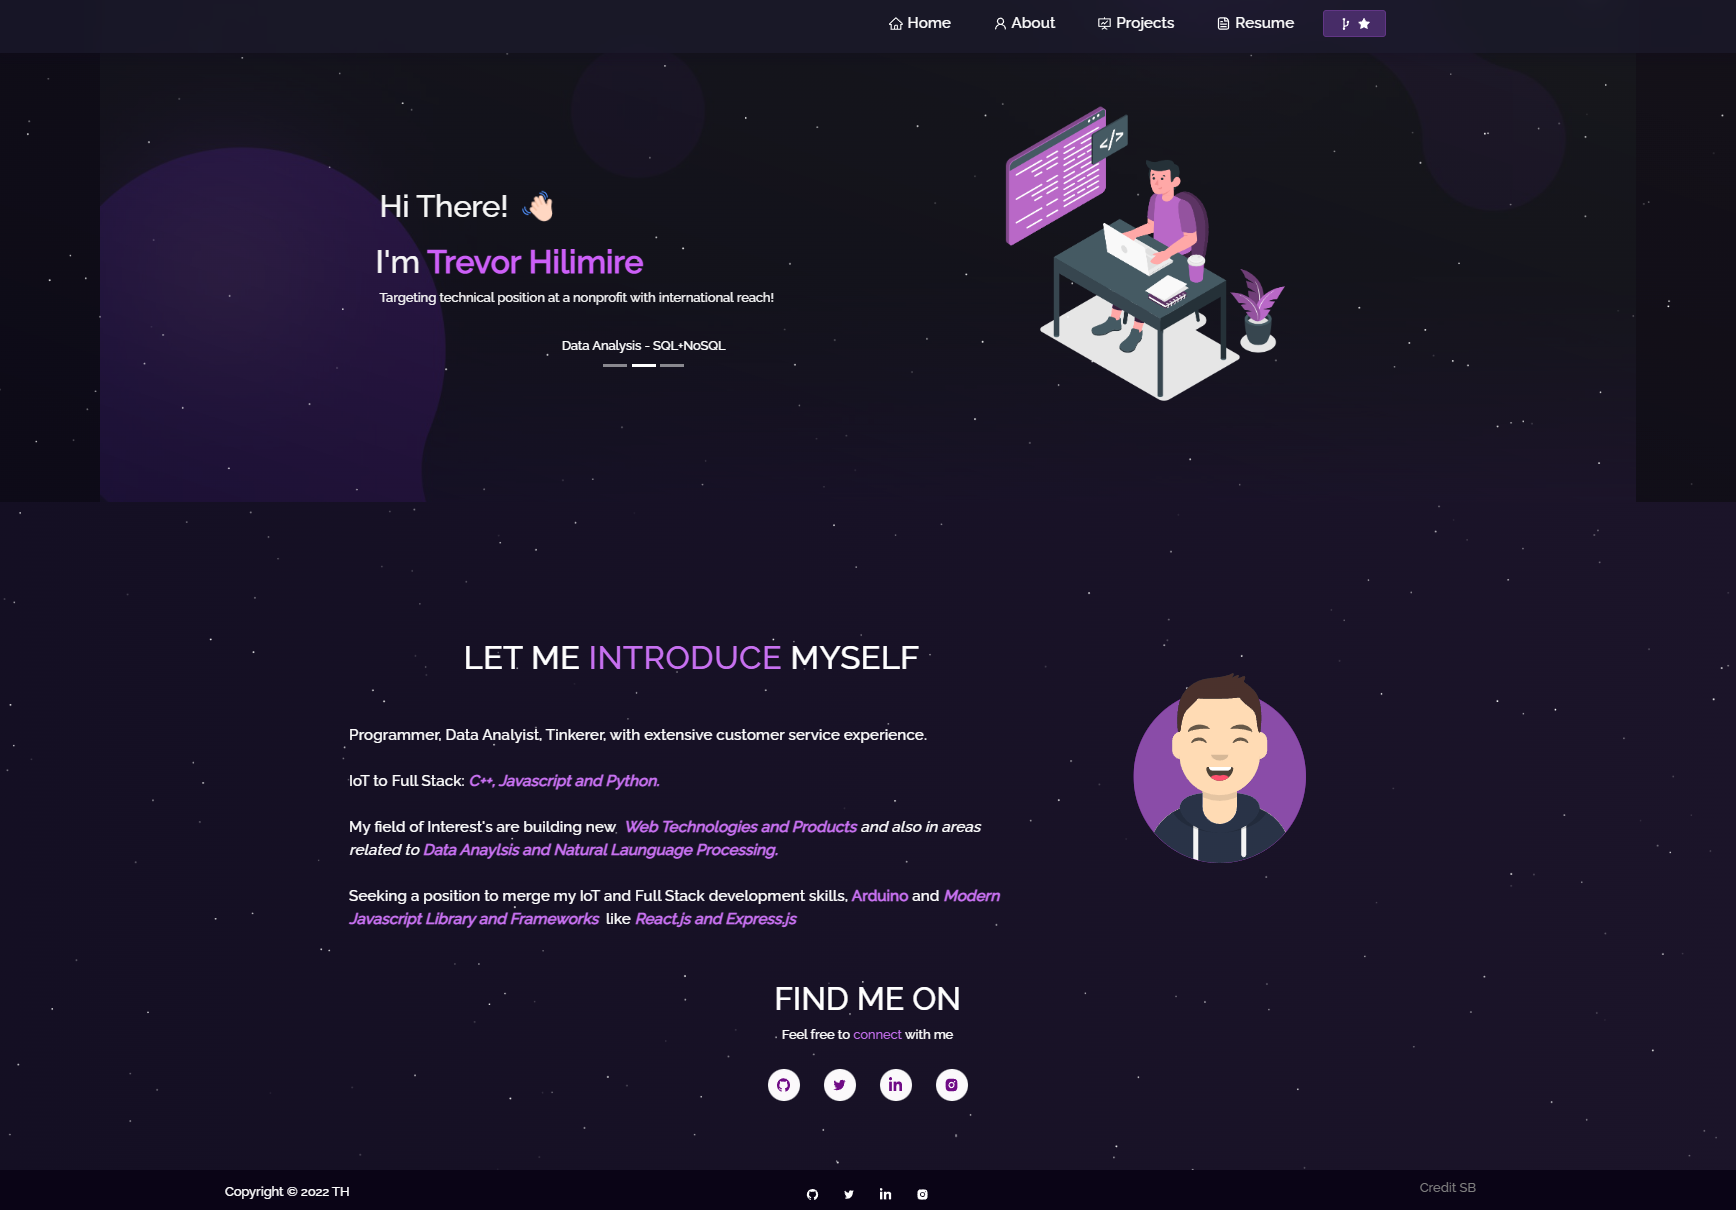 Home About Projects Resume
</>
Hi There!
I'm Trevor Hilimire
Targeting technical position at a nonprofit with international reach!
Data Analysis - SQL+NoSQL
LET ME INTRODUCE MYSELF
Programmer, Data Analyist, Tinkerer, with extensive customer service experience.
IoT to Full Stack: C++, Javascript and Python.
My field of Interest's are building new Web Technologies and Products and also in areas
related to Data Anaylsis and Natural Launguage Processing.
Seeking a position to merge my IoT and Full Stack development skills, Arduino and Modern
Javascript Library and Frameworks like React.js and Express.js
FIND ME ON
Feel free to connect with me
in
Copyright © 2022 TH
in
Credit SB